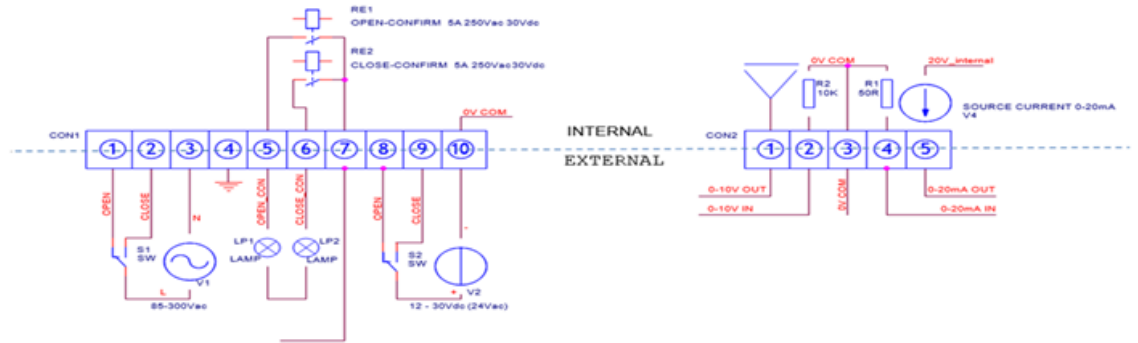 RE1
OPEN-CONFIRM 5A 250Vac 30Vdc
RE2
CLOSE-CONFIRM 5A 250Vac30Vdc
0V COM
CON1
-1 2 -3 4 -5 6 -7 8 -9 10
INTERNAL
EXTERNAL
OPEN
CLOSE
N
OPEN_CON
CLOSE_CON
OPEN
CLOSE
-
S1
SW
V1
L
85-300Vac
LP1
LAMP
LP2
LAMP
S2
SW
V2
+
12 - 30Vdc (24Vac)
0V COM
20V_internal
R2
10K
R1
50R
SOURCE CURRENT 0-20mA
V4
CON2
1 2 3 -4 5
0-10V OUT
0-10V IN
0V COM
0-20mA OUT
0-20mA IN